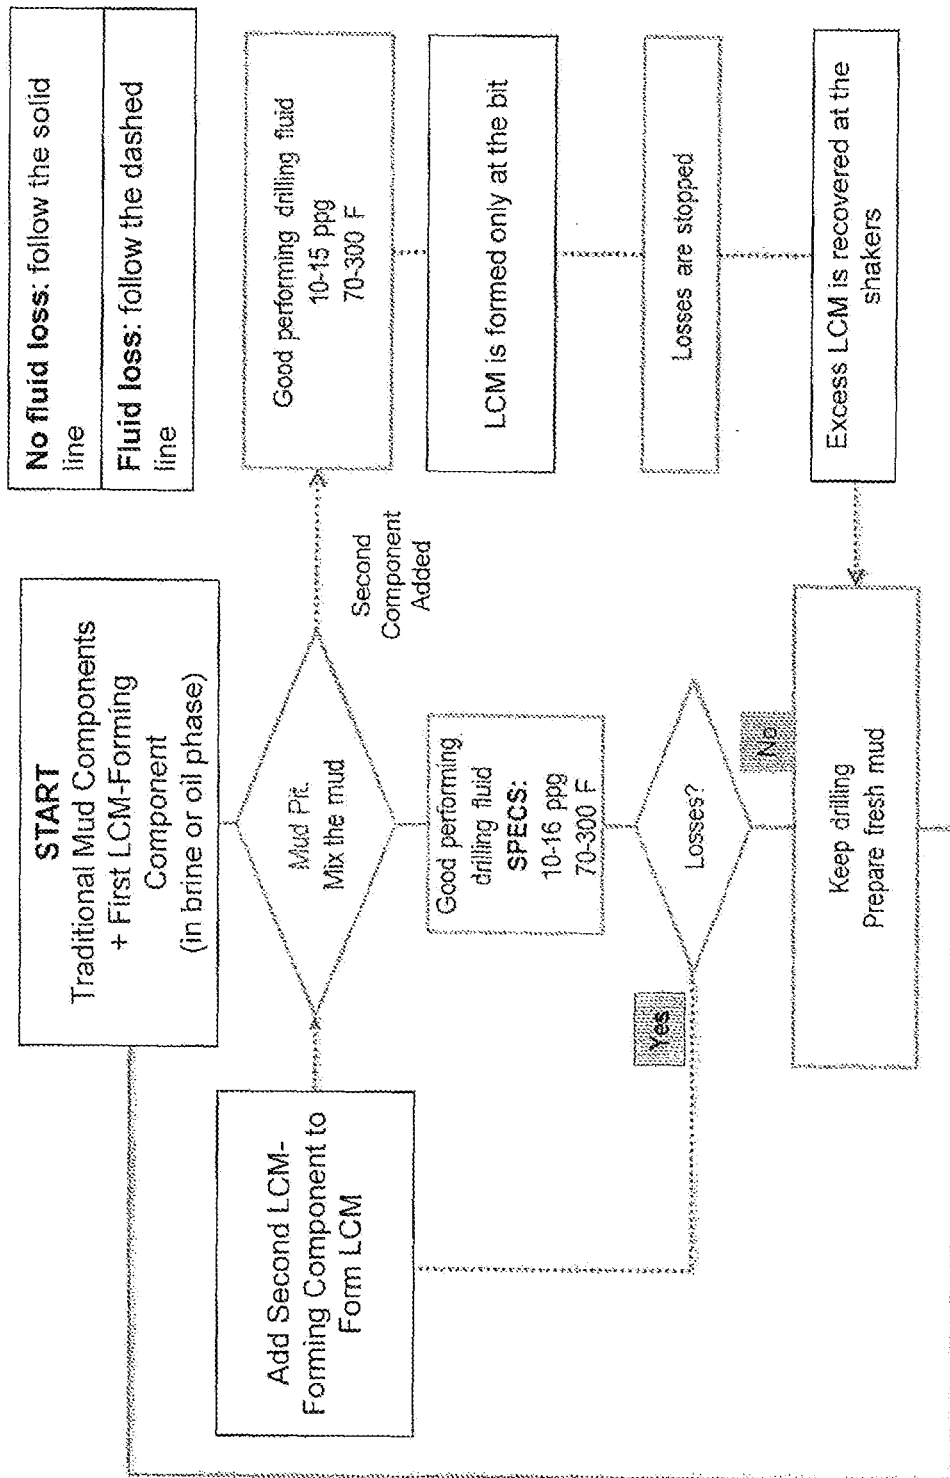 No fluid loss: follow the solid
line
Fluid loss: follow the dashed
line
START
Traditional Mud Components
+ First LCM-Forming
Component
(in brine or oil phase)
Add Second LCM-
Forming Component to
Form LCM
Mud Pit.
Mix the mud
Second
Component
Added
Good performing drilling fluid
10-15 ppg
70-300 F
Good performing
drilling fluid
SPECS:
10-16 ppg
70-300 F
LCM is formed only at the bit
Yes
Losses?
No
Losses are stopped
Keep drilling
Prepare fresh mud
Excess LCM is recovered at the
shakers